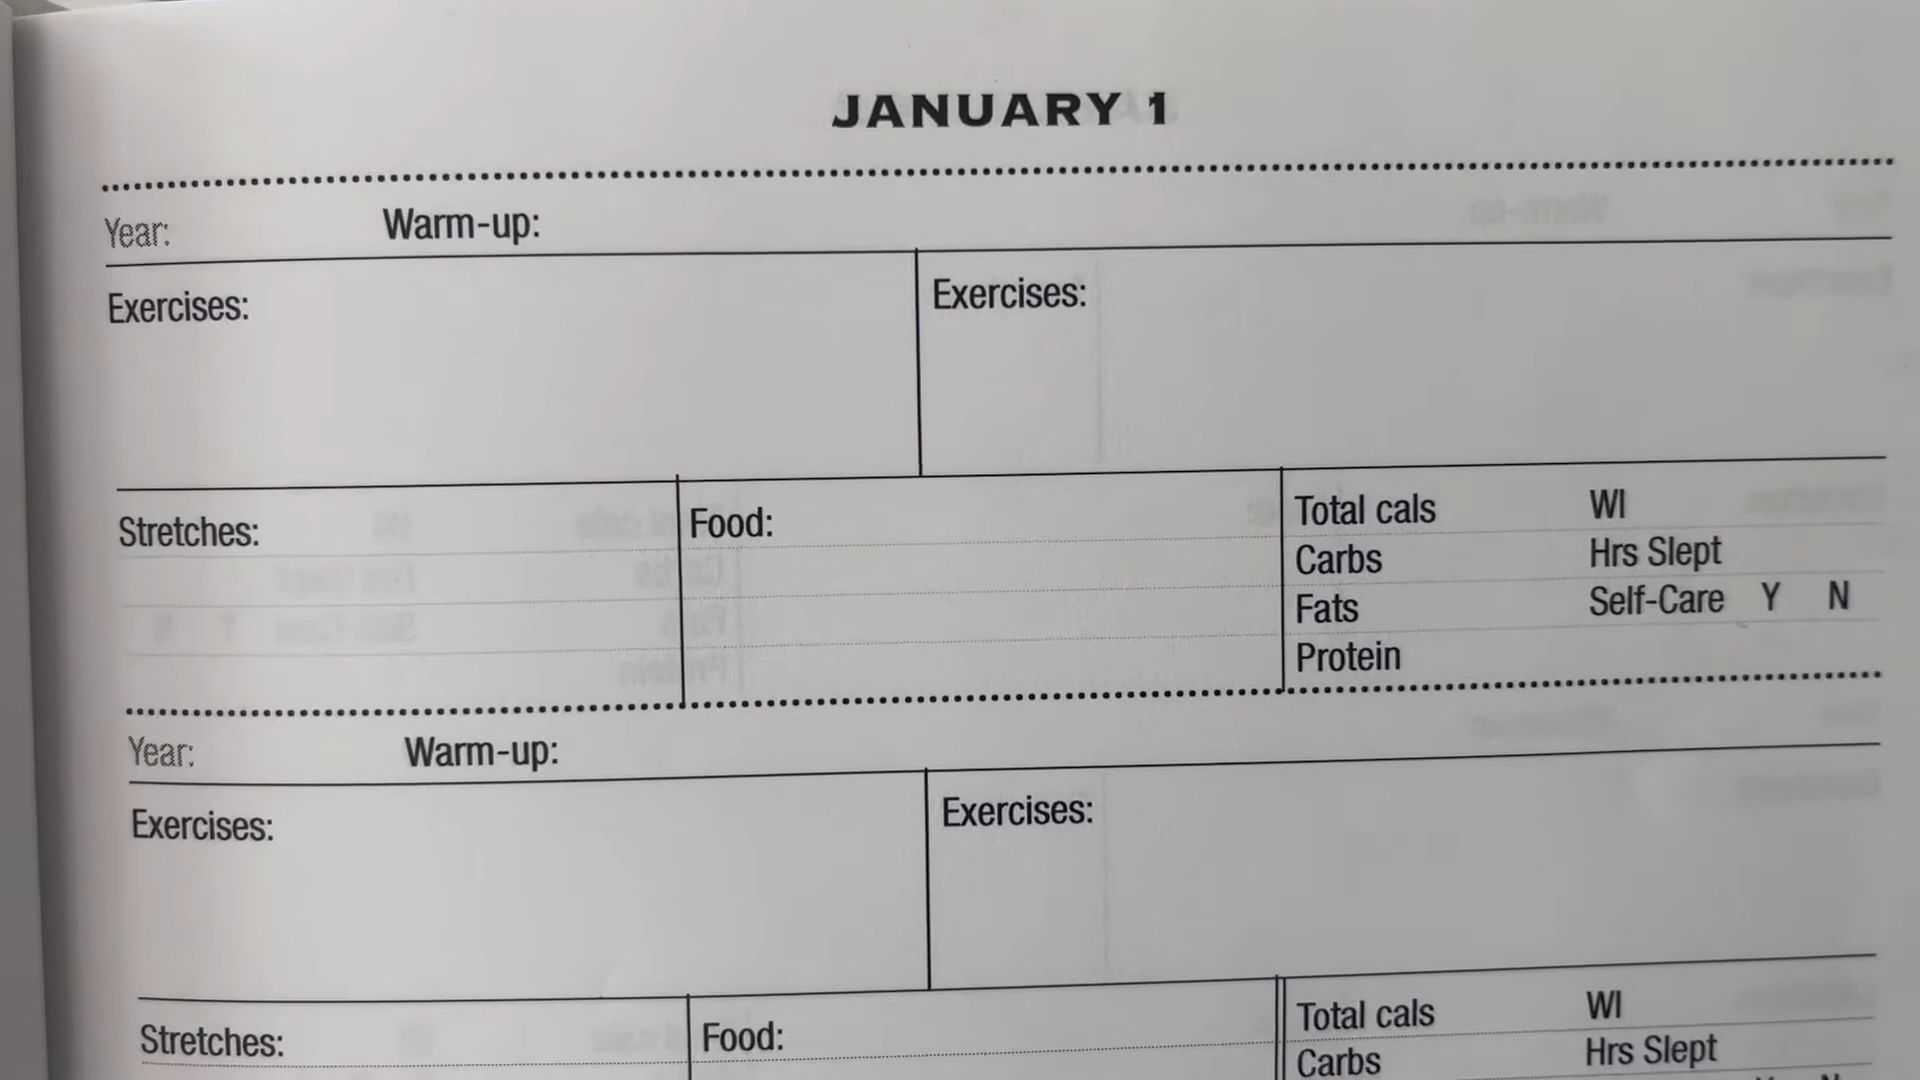 JANUARY 1
Year: Warm-up:
Exercises: Exercises:
Stretches: Food: Total cals WI
Carbs Hrs Slept
Fats Self-Care Y N
Protein
Year: Warm-up:
Exercises: Exercises:
Stretches: Food: Total cals WI
Carbs Hrs Slept